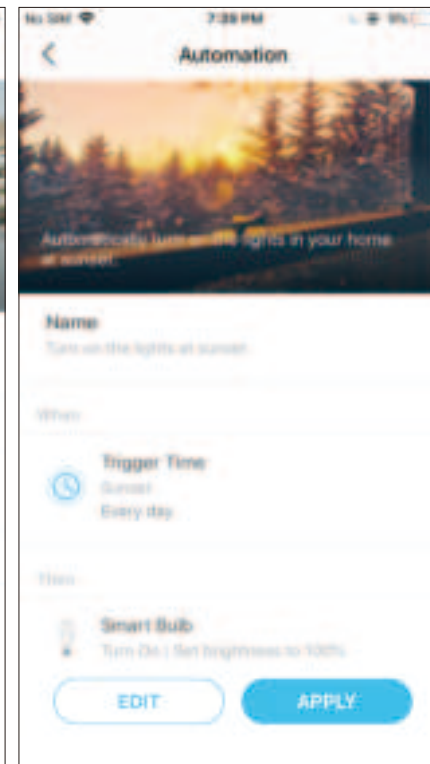 No SIM 7:39 PM
Automation
Automatically turn on the lights in your home
at sunset.
Name
Turn on the lights at sunset
When
Trigger Time
Sunset
Every day
Then
Smart Bulb
Turn On | Set brightness to 100%
EDIT APPLY